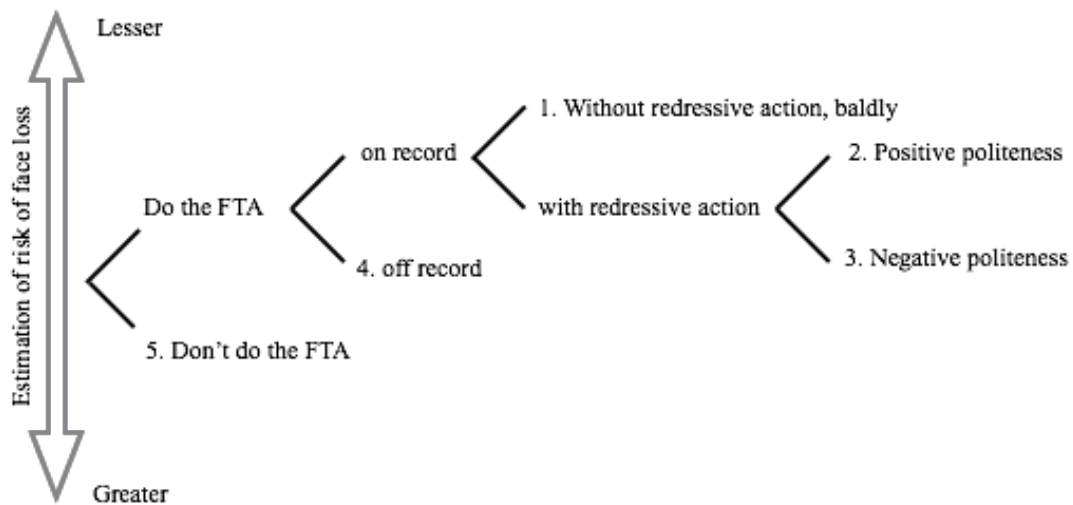 Lesser
Estimation of risk of face loss
1. Without redressive action, baldly
on record
2. Positive politeness
Do the FTA
with redressive action
4. off record
3. Negative politeness
5. Don't do the FTA
Greater